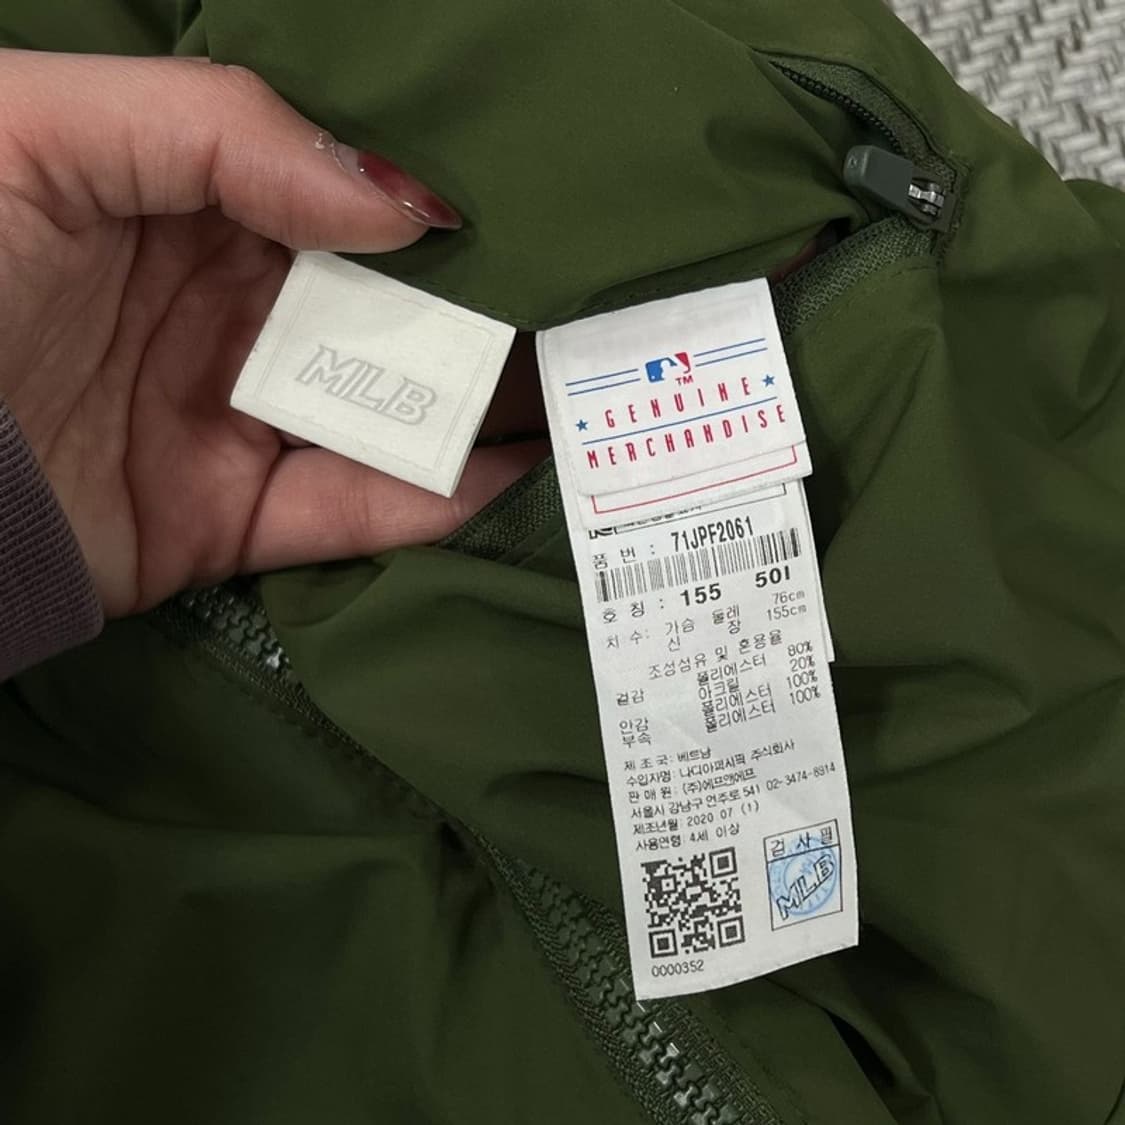 MLB
TM
GENUINE
MERCHANDISE
품 번 : 71JPF2061
호 칭 : 155 50I
치 수: 가슴 둘레 76cm
신 장 155cm
조성섬유 및 혼용율
겉감 폴리에스터 80%
아크릴 20%
안감 폴리에스터 100%
부속 폴리에스터 100%
제 조 국: 베트남
수입자명: 나디아퍼시픽 주식회사
판 매 원: (주)에프앤에프
서울시 강남구 언주로 541 02-3474-8914
제조년월: 2020 07 (1)
사용연령: 4세 이상
검 사 필
MLB
0000352